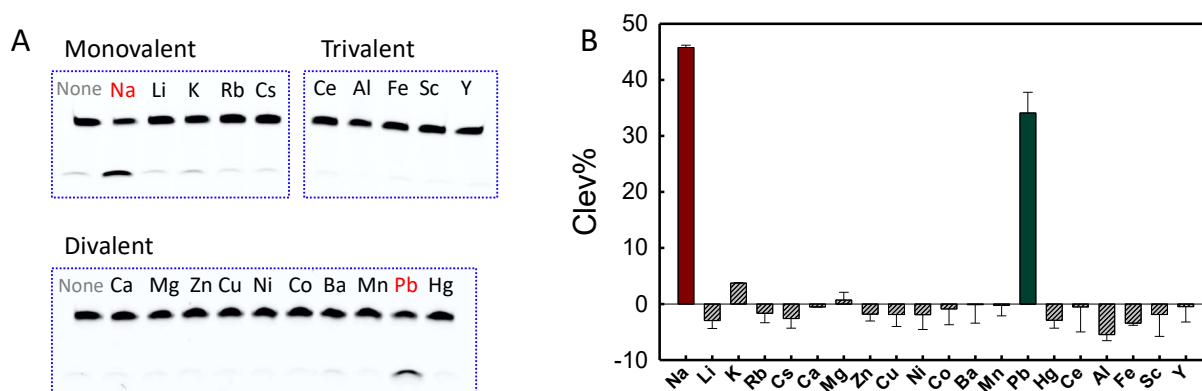 A
Monovalent
None Na Li K Rb Cs
Trivalent
Ce Al Fe Sc Y
Divalent
None Ca Mg Zn Cu Ni Co Ba Mn Pb Hg
B
Clev%
50
40
30
20
10
0
-10
Na Li K Rb Cs Ca Mg Zn Cu Ni Co Ba Mn Pb Hg Ce Al Fe Sc Y